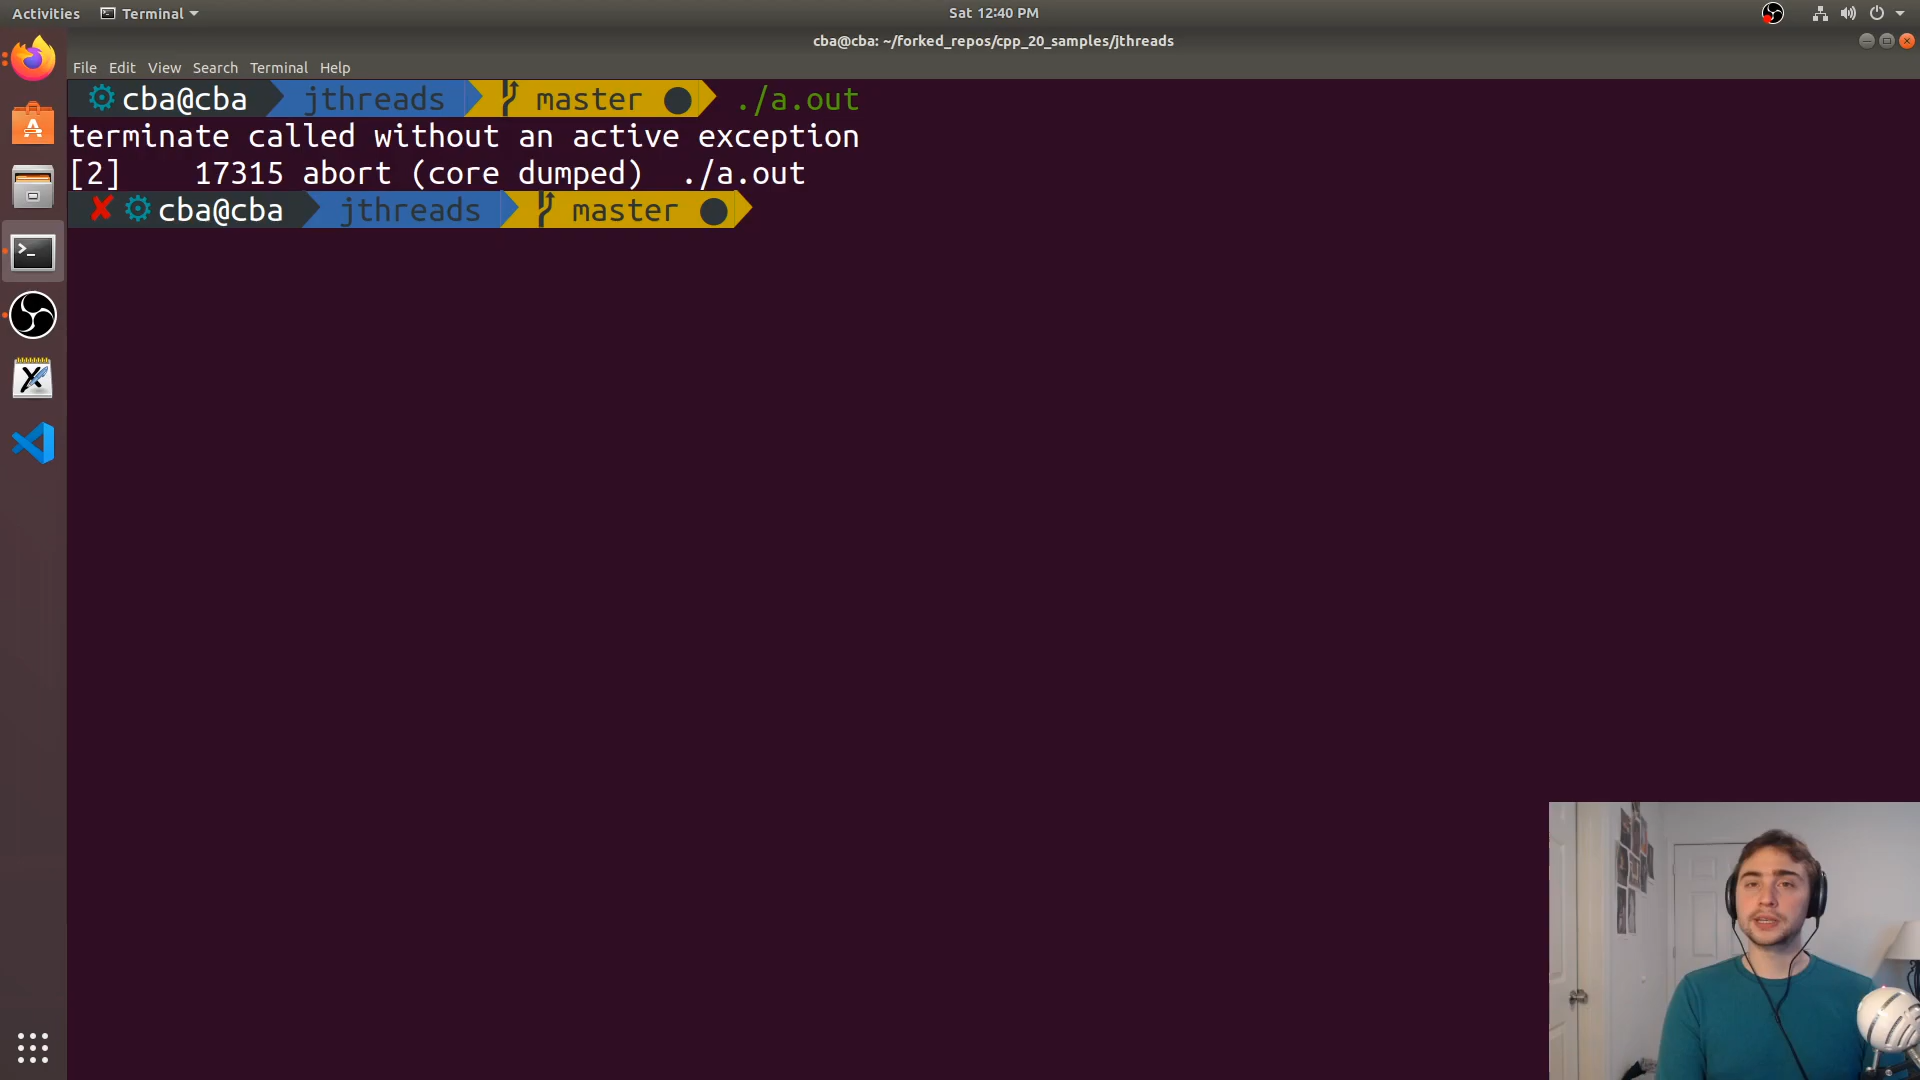 Activities Terminal Sat 12:40 PM
cba@cba: ~/forked_repos/cpp_20_samples/jthreads
File Edit View Search Terminal Help
cba@cba jthreads master ./a.out
terminate called without an active exception
[2] 17315 abort (core dumped) ./a.out
cba@cba jthreads master